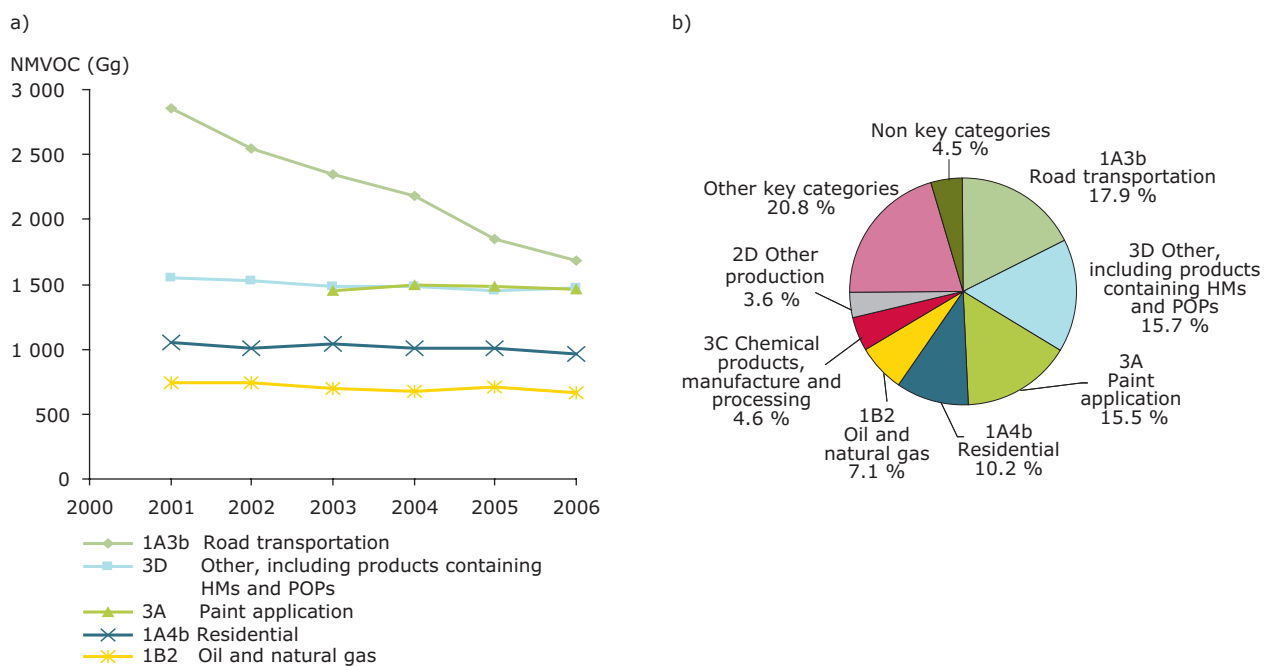 a)
NMVOC (Gg)
3 000
2 500
2 000
1 500
1 000
500
0
2000 2001 2002 2003 2004 2005 2006
1A3b Road transportation
3D Other, including products containing
HMs and POPs
3A Paint application
1A4b Residential
1B2 Oil and natural gas
b)
Non key categories
4.5 %
1A3b
Road transportation
17.9 %
3D Other,
including products
containing HMs
and POPs
15.7 %
3A
Paint
application
15.5 %
1A4b
Residential
10.2 %
1B2
Oil and
natural gas
7.1 %
3C Chemical
products,
manufacture and
processing
4.6 %
2D Other
production
3.6 %
Other key categories
20.8 %